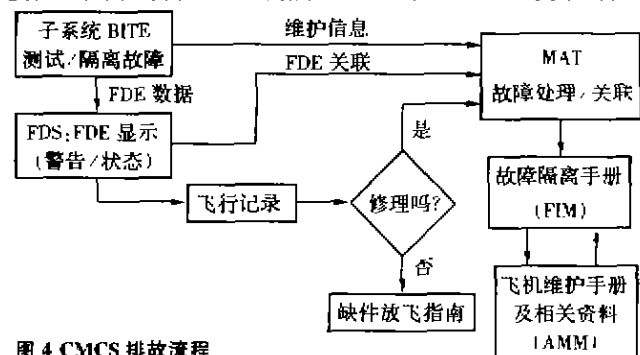 子系统 BITE
测试/隔离故障
维护信息
FDE 关联
MAT
故障处理/关联
FDE 数据
FDS:FDE 显示
(警告/状态)
是
飞行记录
修理吗?
故障隔离手册
(FIM)
否
缺件放飞指南
飞机维护手册
及相关资料
(AMM)
图 4 CMCS 排故流程